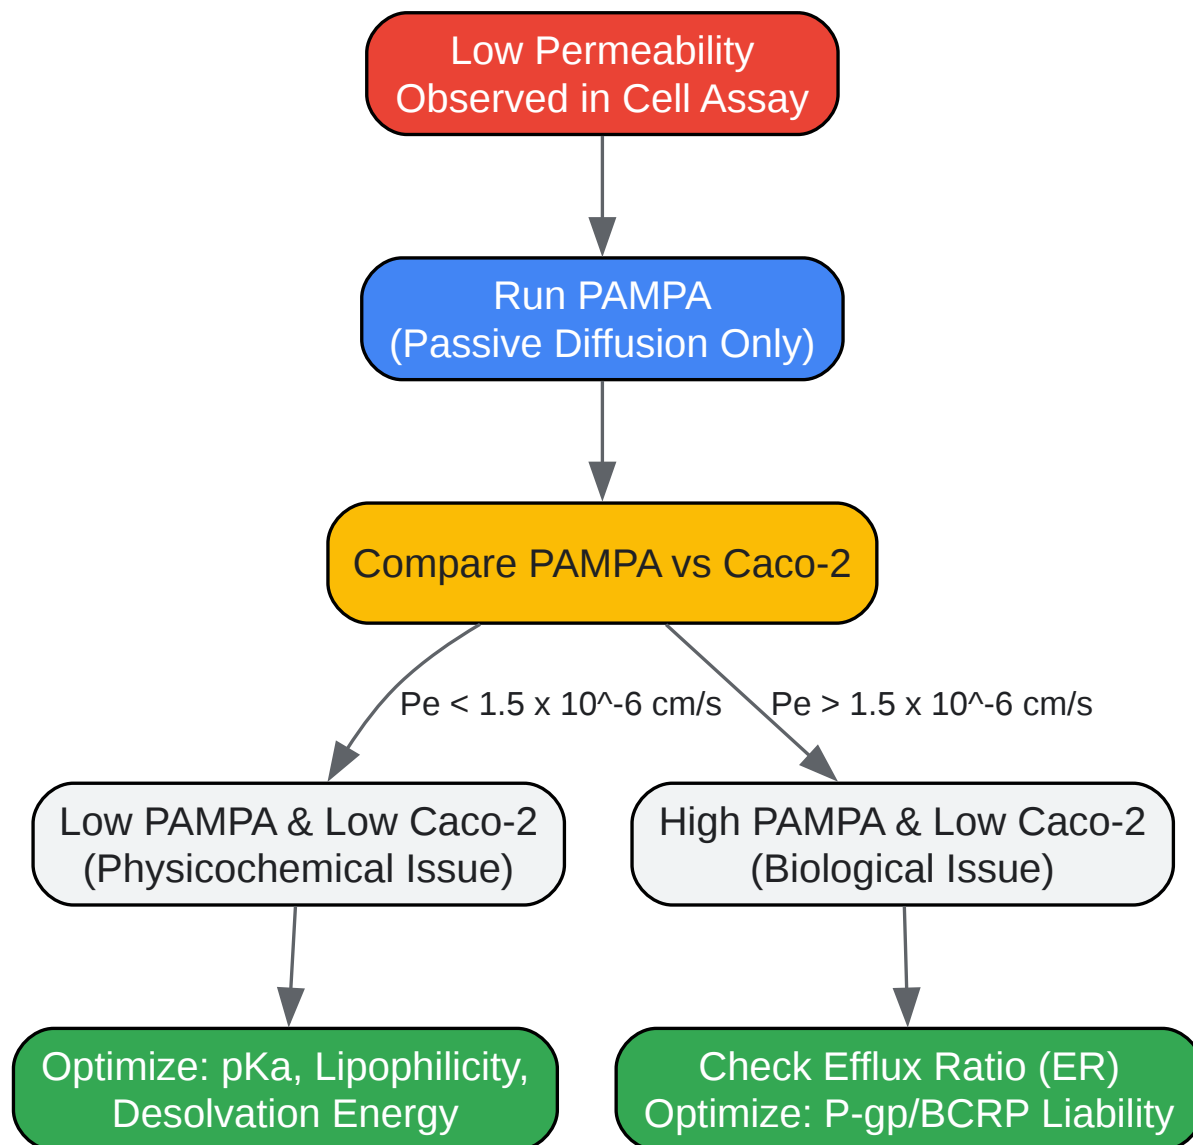 Low Permeability
Observed in Cell Assay
Run PAMPA
(Passive Diffusion Only)
Compare PAMPA vs Caco-2
Pe < 1.5 x 10^-6 cm/s
Pe > 1.5 x 10^-6 cm/s
Low PAMPA & Low Caco-2
(Physicochemical Issue)
High PAMPA & Low Caco-2
(Biological Issue)
Optimize: pKa, Lipophilicity,
Desolvation Energy
Check Efflux Ratio (ER)
Optimize: P-gp/BCRP Liability